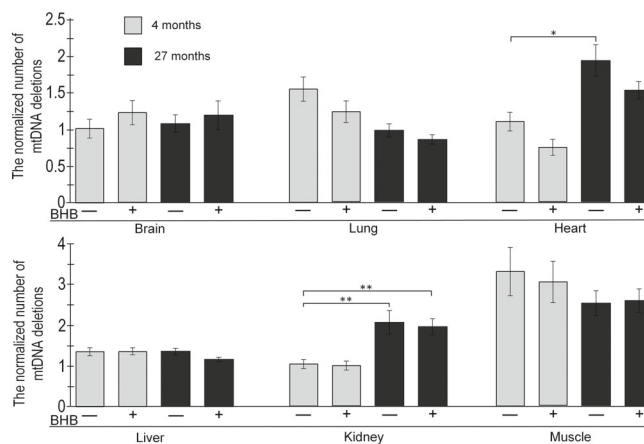 The normalized number of
mtDNA deletions
2.5
2
1.5
1
0.5
0
4 months
27 months
*
BHB — + — + — + — + — + — +
Brain Lung Heart
The normalized number of
mtDNA deletions
4
3
2
1
0
**
**
BHB — + — + — + — + — + — +
Liver Kidney Muscle